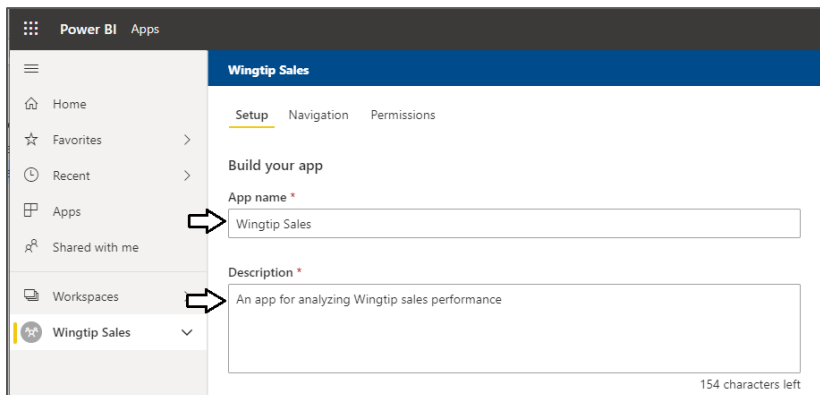 Power BI Apps
Wingtip Sales
Home
Favorites
Recent
Apps
Shared with me
Workspaces
Wingtip Sales
Setup Navigation Permissions
Build your app
App name *
Wingtip Sales
Description *
An app for analyzing Wingtip sales performance
154 characters left